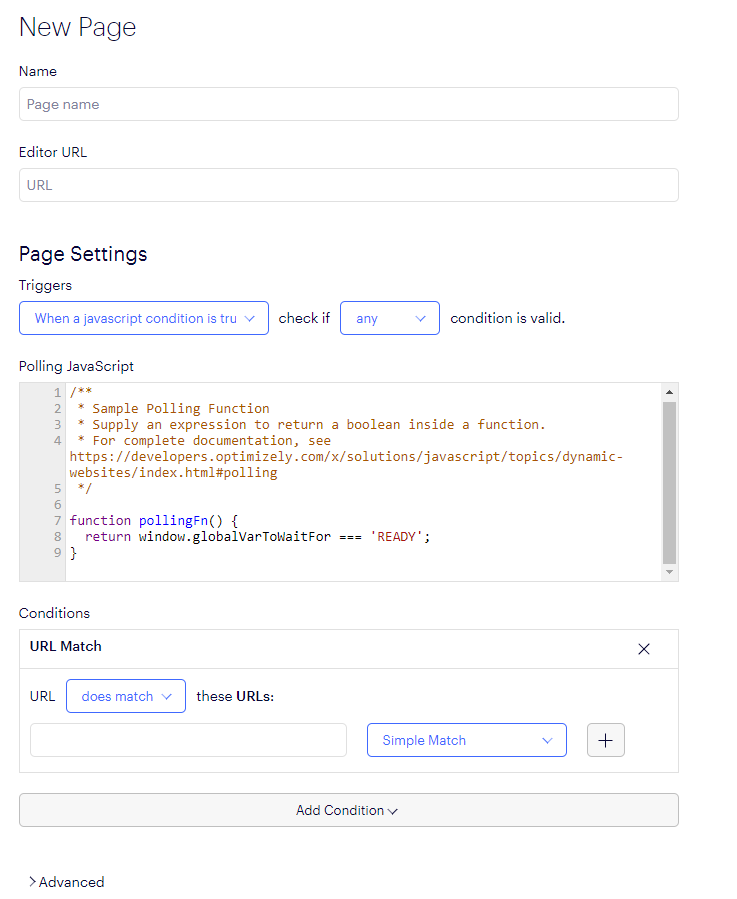 New Page
Name
Page name
Editor URL
URL
Page Settings
Triggers
When a javascript condition is tru check if any condition is valid.
Polling JavaScript
1 /**
2 * Sample Polling Function
3 * Supply an expression to return a boolean inside a function.
4 * For complete documentation, see
https://developers.optimizely.com/x/solutions/javascript/topics/dynamic-
websites/index.html#polling
5 */
6
7 function pollingFn() {
8 return window.globalVarToWaitFor === 'READY';
9 }
Conditions
URL Match
URL does match these URLs:
Simple Match
Add Condition
Advanced